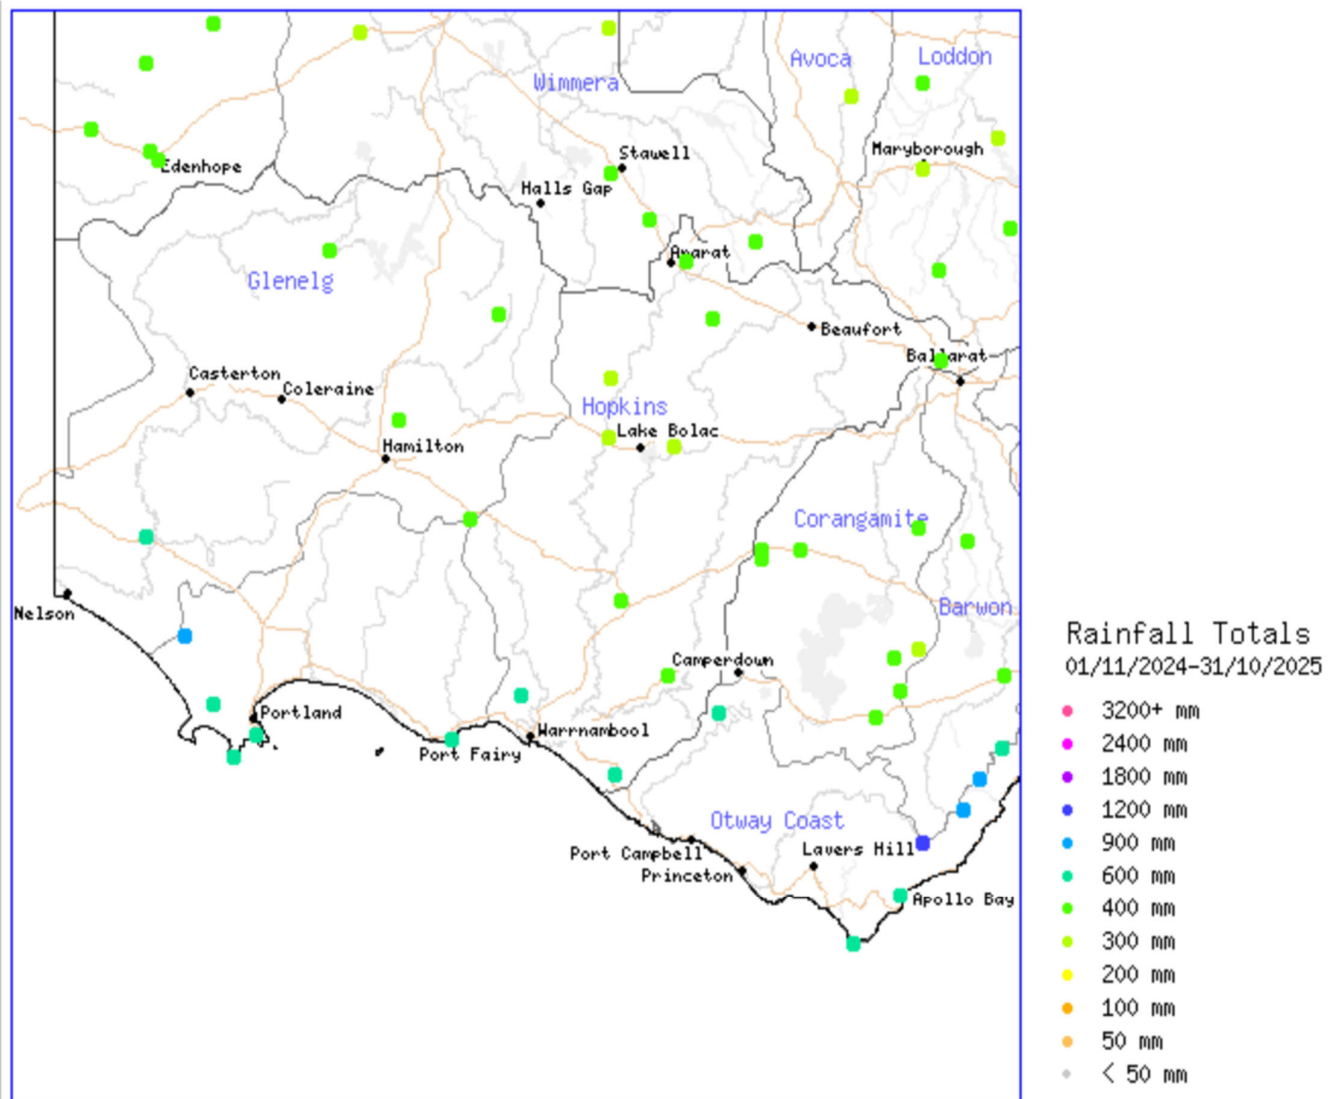 Avoca
Loddon
Wimmera
Maryborough
Stawell
Edenhope
Halls Gap
Ararat
Glenelg
Beaufort
Ballarat
Casterton
Coleraine
Hopkins
Lake Bolac
Hamilton
Corangamite
Nelson
Barwon
Camperdown
Portland
Warrnambool
Port Fairy
Otway Coast
Port Campbell
Lavers Hill
Princeton
Apollo Bay
Rainfall Totals
01/11/2024-31/10/2025
3200+ mm
2400 mm
1800 mm
1200 mm
900 mm
600 mm
400 mm
300 mm
200 mm
100 mm
50 mm
< 50 mm